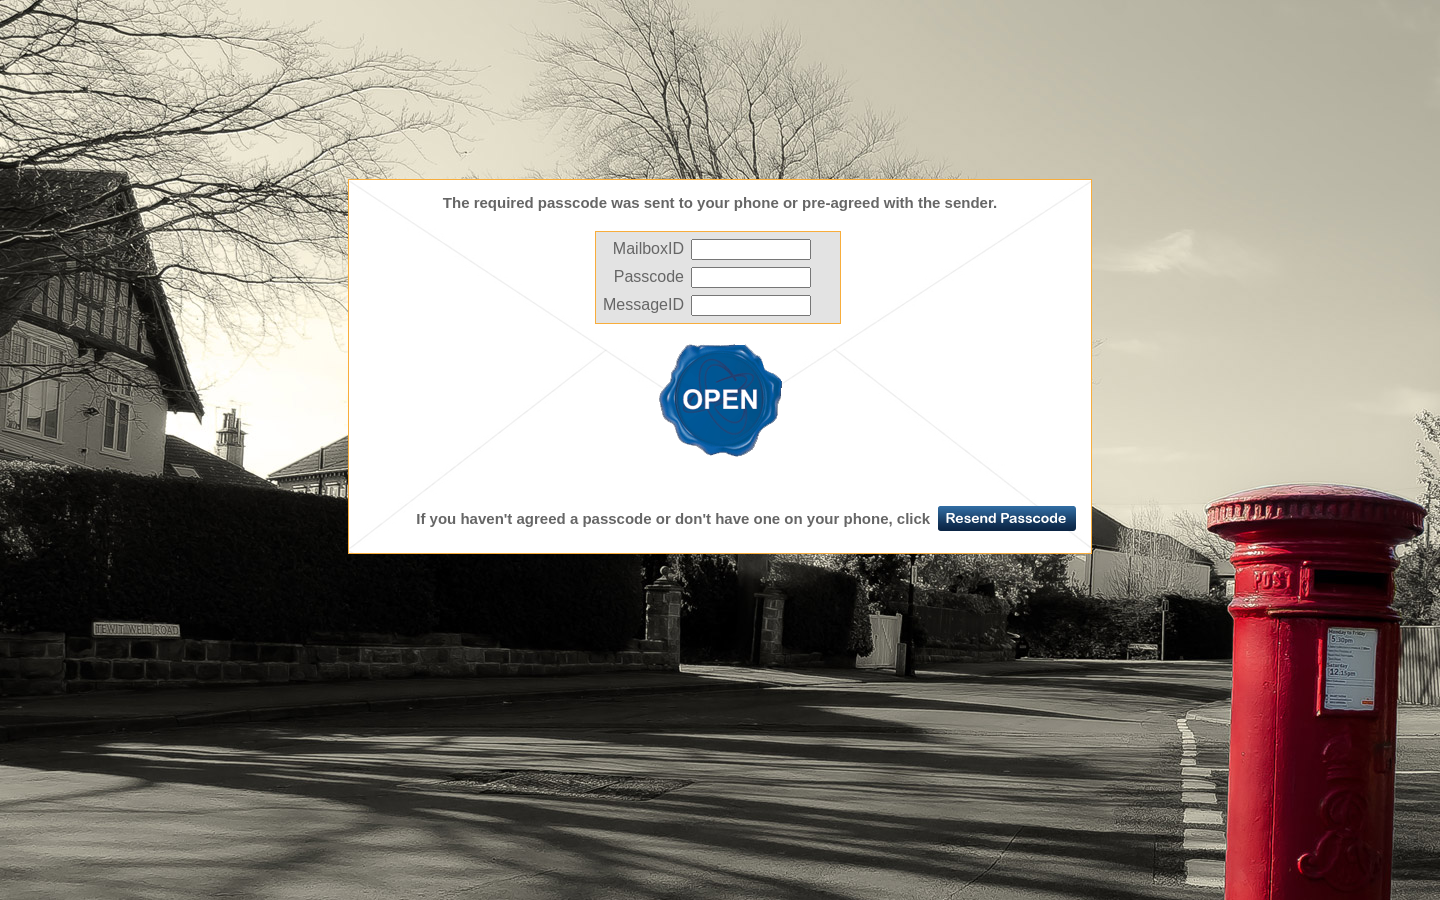 The required passcode was sent to your phone or pre-agreed with the sender.
MailboxID
Passcode
MessageID
OPEN
If you haven't agreed a passcode or don't have one on your phone, click Resend Passcode
POST
TEWIT WELL ROAD
Monday to Friday
5.30pm
Saturday
12.15pm